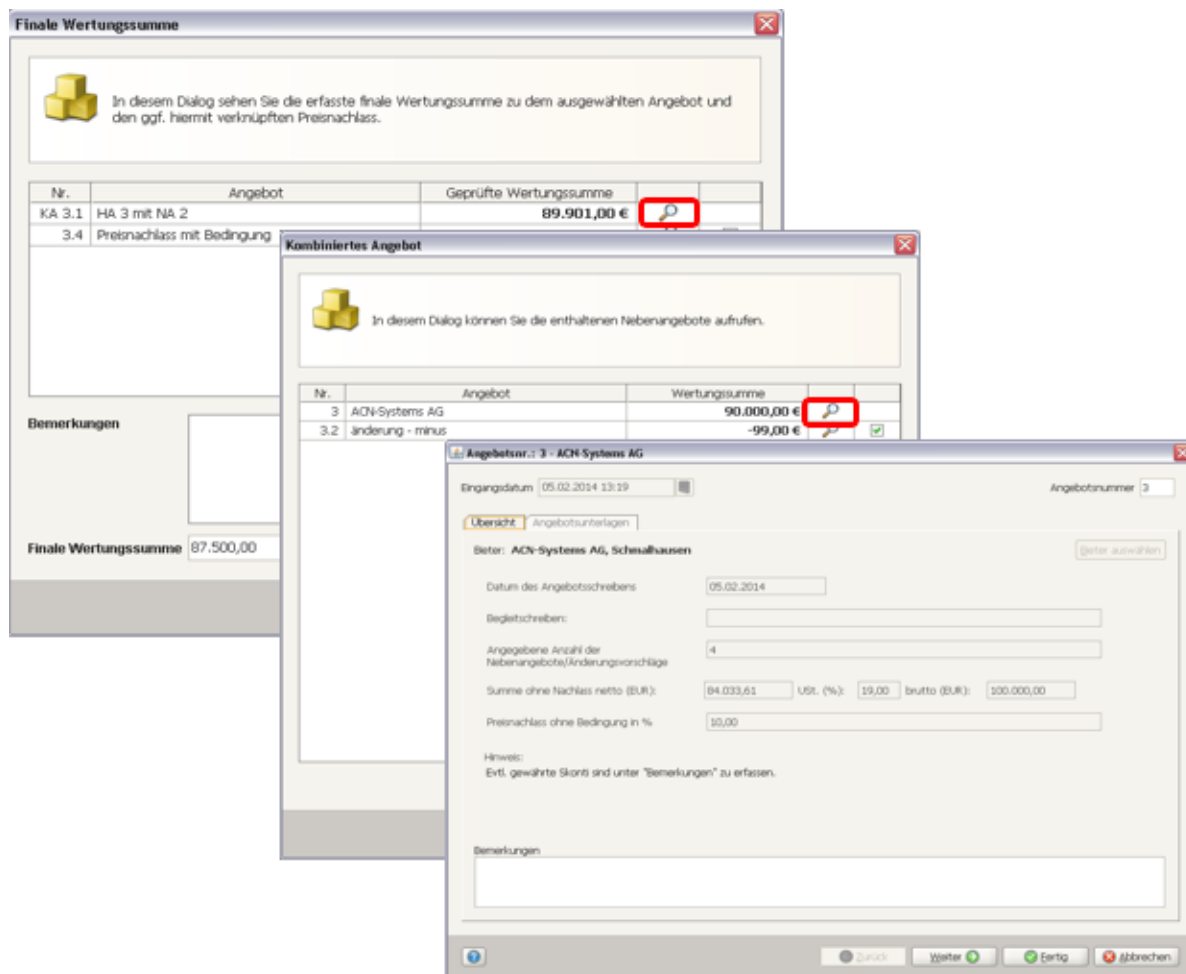 Finale Wertungssumme
In diesem Dialog sehen Sie die erfasste finale Wertungssumme zu dem ausgewählten Angebot und
den ggf. hiermit verknüpften Preisnachlass.
Nr. Angebot Geprüfte Wertungssumme
KA 3.1 HA 3 mit NA 2 89.901,00 €
3.4 Preisnachlass mit Bedingung
Bemerkungen
Finale Wertungssumme 87.500,00
Kombiniertes Angebot
In diesem Dialog können Sie die enthaltenen Nebenangebote aufrufen.
Nr. Angebot Wertungssumme
3 ACN-Systems AG 90.000,00 €
3.2 änderung - minus -99,00 €
Angebotsnr.: 3 - ACN-Systems AG
Eingangsdatum 05.02.2014 13:19 Angebotsnummer 3
Übersicht Angebotsunterlagen
Bieter: ACN-Systems AG, Schmalhausen Bieter auswählen
Datum des Angebotsschreibens 05.02.2014
Begleitschreiben:
Angegebene Anzahl der
Nebenangebote/Änderungsvorschläge 4
Summe ohne Nachlass netto (EUR): 84.033,61 USt. (%): 19,00 brutto (EUR): 100.000,00
Preisnachlass ohne Bedingung in % 10,00
Hinweis:
Evtl. gewährte Skonti sind unter "Bemerkungen" zu erfassen.
Bemerkungen
Zurück Weiter Fertig Abbrechen